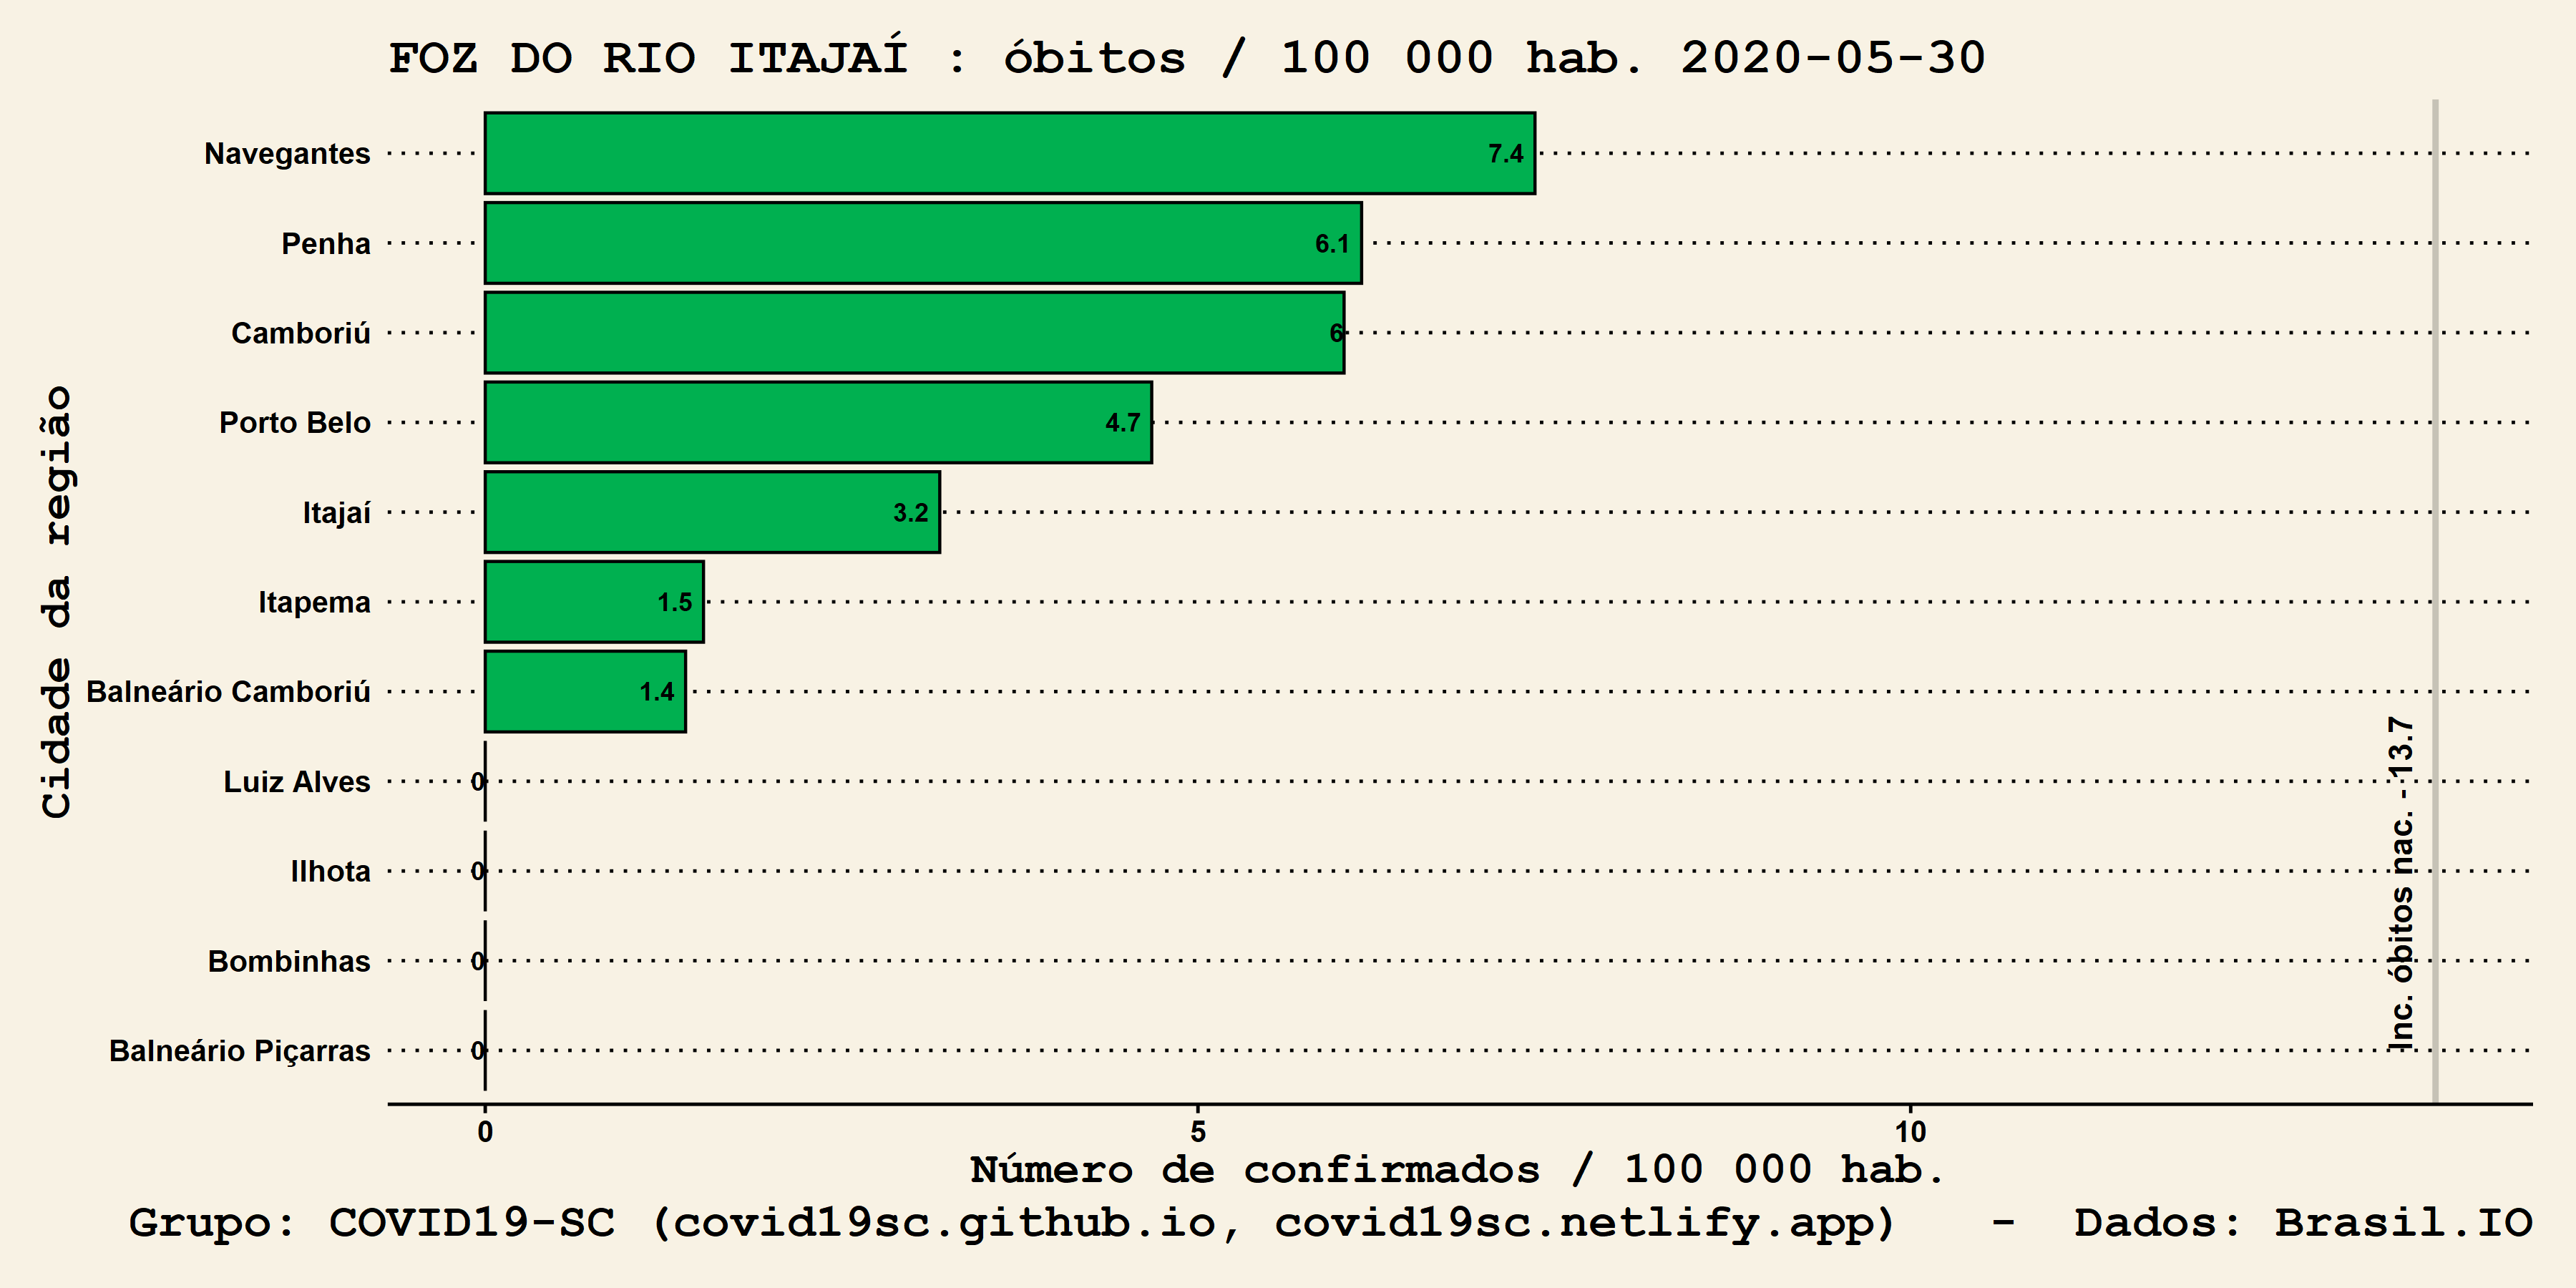 FOZ DO RIO ITAJAÍ : óbitos / 100 000 hab. 2020-05-30
Cidade da região
Navegantes 7.4
Penha 6.1
Camboriú 6
Porto Belo 4.7
Itajaí 3.2
Itapema 1.5
Balneário Camboriú 1.4
Luiz Alves 0
Ilhota 0
Bombinhas 0
Balneário Piçarras 0
Inc. óbitos nac. - 13.7
0 5 10
Número de confirmados / 100 000 hab.
Grupo: COVID19-SC (covid19sc.github.io, covid19sc.netlify.app) - Dados: Brasil.IO